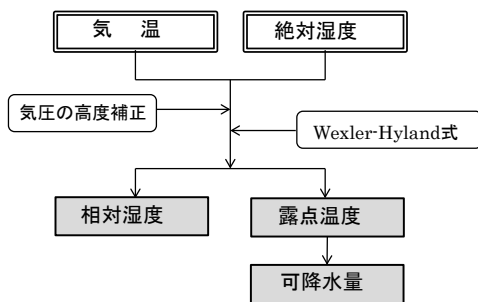 気　温
絶対湿度
気圧の高度補正
Wexler-Hyland式
相対湿度
露点温度
可降水量